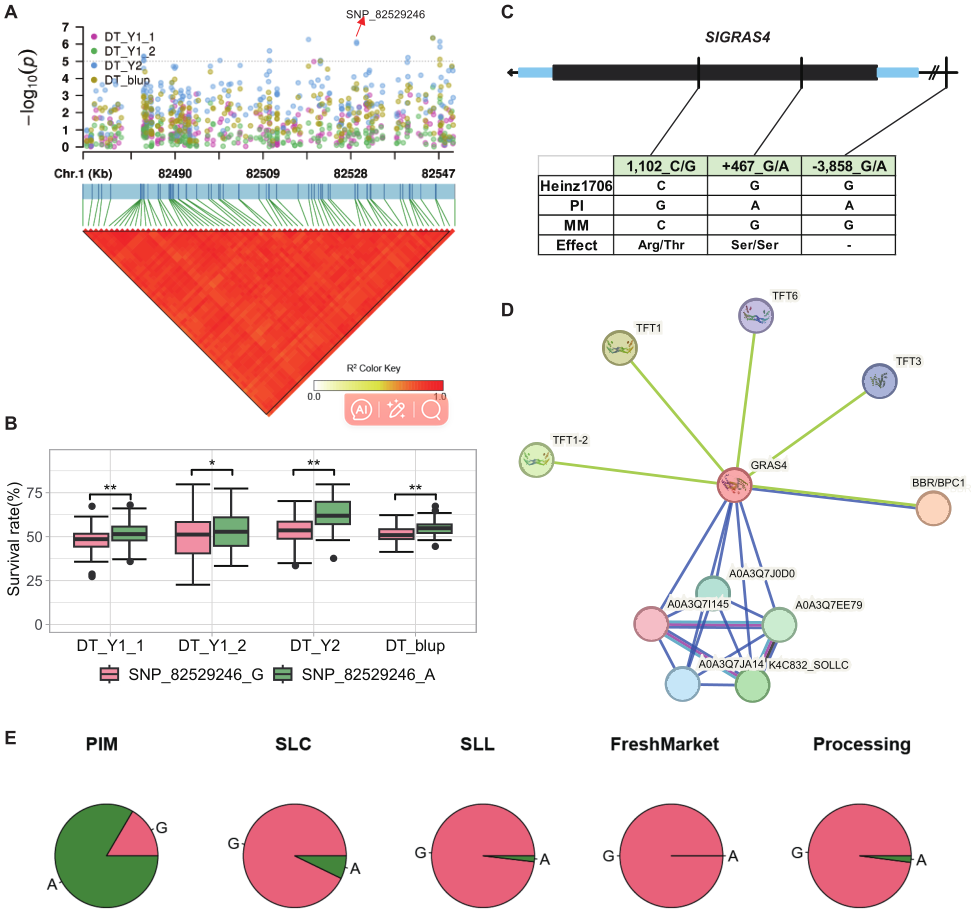 A
SNP_82529246
7
6
5
4
3
2
1
0
−log10(p)
DT_Y1_1
DT_Y1_2
DT_Y2
DT_blup
Chr.1 (Kb) 82490 82509 82528 82547
R² Color Key
0.0 1.0
AI
B
Survival rate(%)
75
50
25
0
** * ** **
DT_Y1_1 DT_Y1_2 DT_Y2 DT_blup
SNP_82529246_G SNP_82529246_A
C
SlGRAS4
1,102_C/G +467_G/A -3,858_G/A
Heinz1706 C G G
PI G A A
MM C G G
Effect Arg/Thr Ser/Ser -
D
TFT6
TFT1
TFT3
TFT1-2
GRAS4
BBR/BPC1
A0A3Q7J0D0
A0A3Q7I145
A0A3Q7EE79
A0A3Q7JA14 K4C832_SOLLC
E
PIM SLC SLL FreshMarket Processing
G A
G A
G A
G A
G A